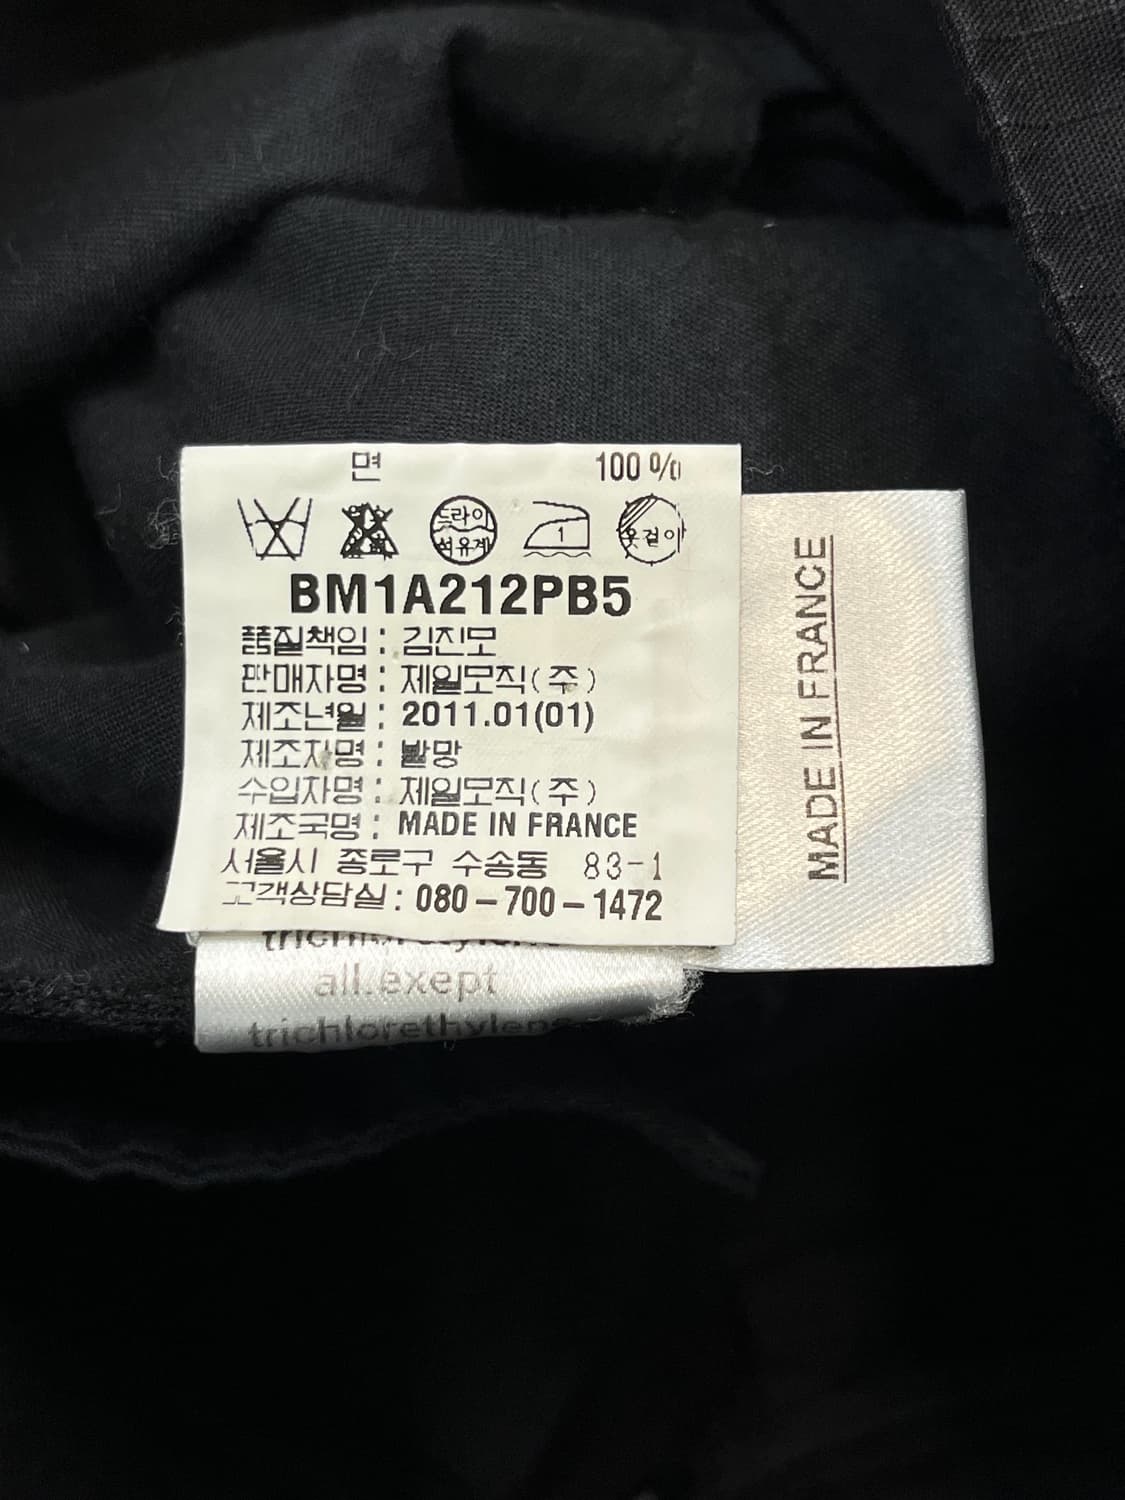 면 100 %
드라이
석유계
1
옷걸이
BM1A212PB5
품질책임 : 김진모
판매자명 : 제일모직(주)
제조년월 : 2011.01(01)
제조자명 : 발망
수입자명 : 제일모직(주)
제조국명 : MADE IN FRANCE
서울시 종로구 수송동 83-1
고객상담실 : 080-700-1472
MADE IN FRANCE
all.exept
trichlorethylene